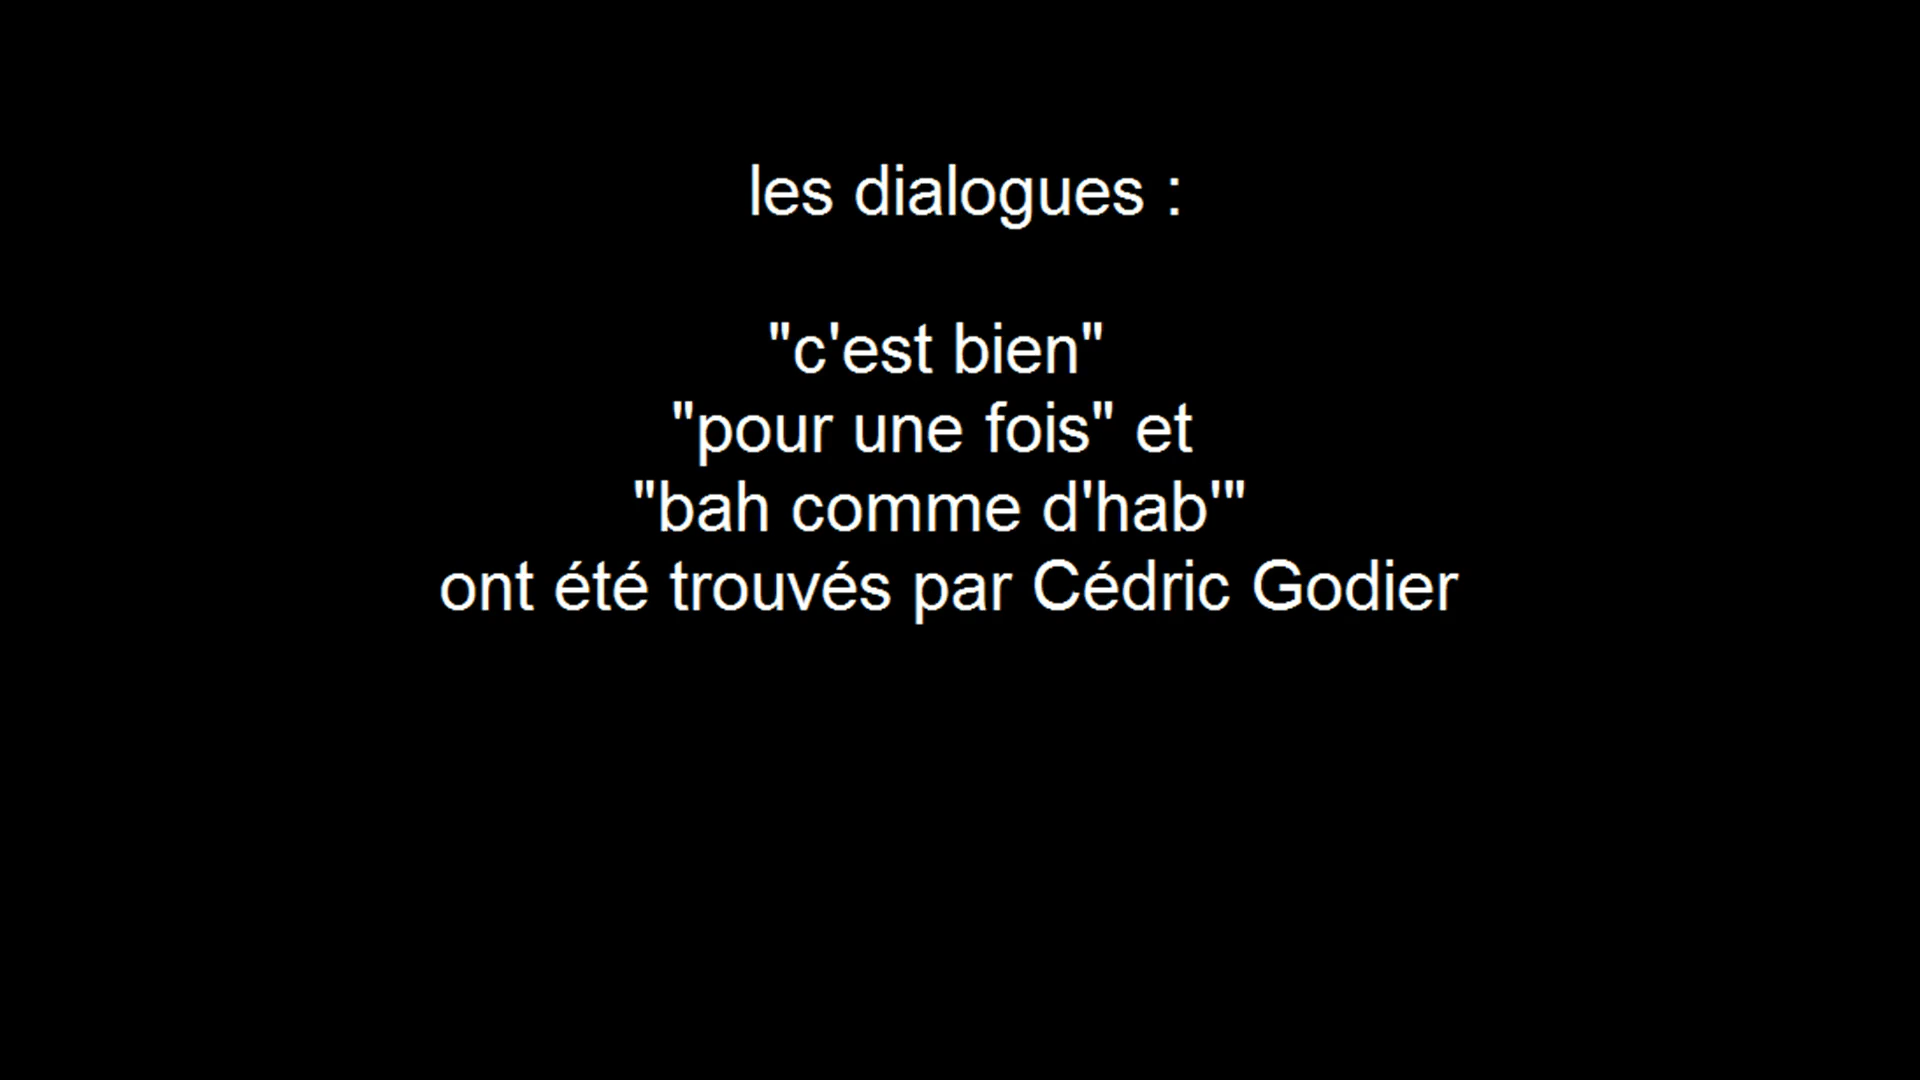 les dialogues :
"c'est bien"
"pour une fois" et
"bah comme d'hab'"
ont été trouvés par Cédric Godier